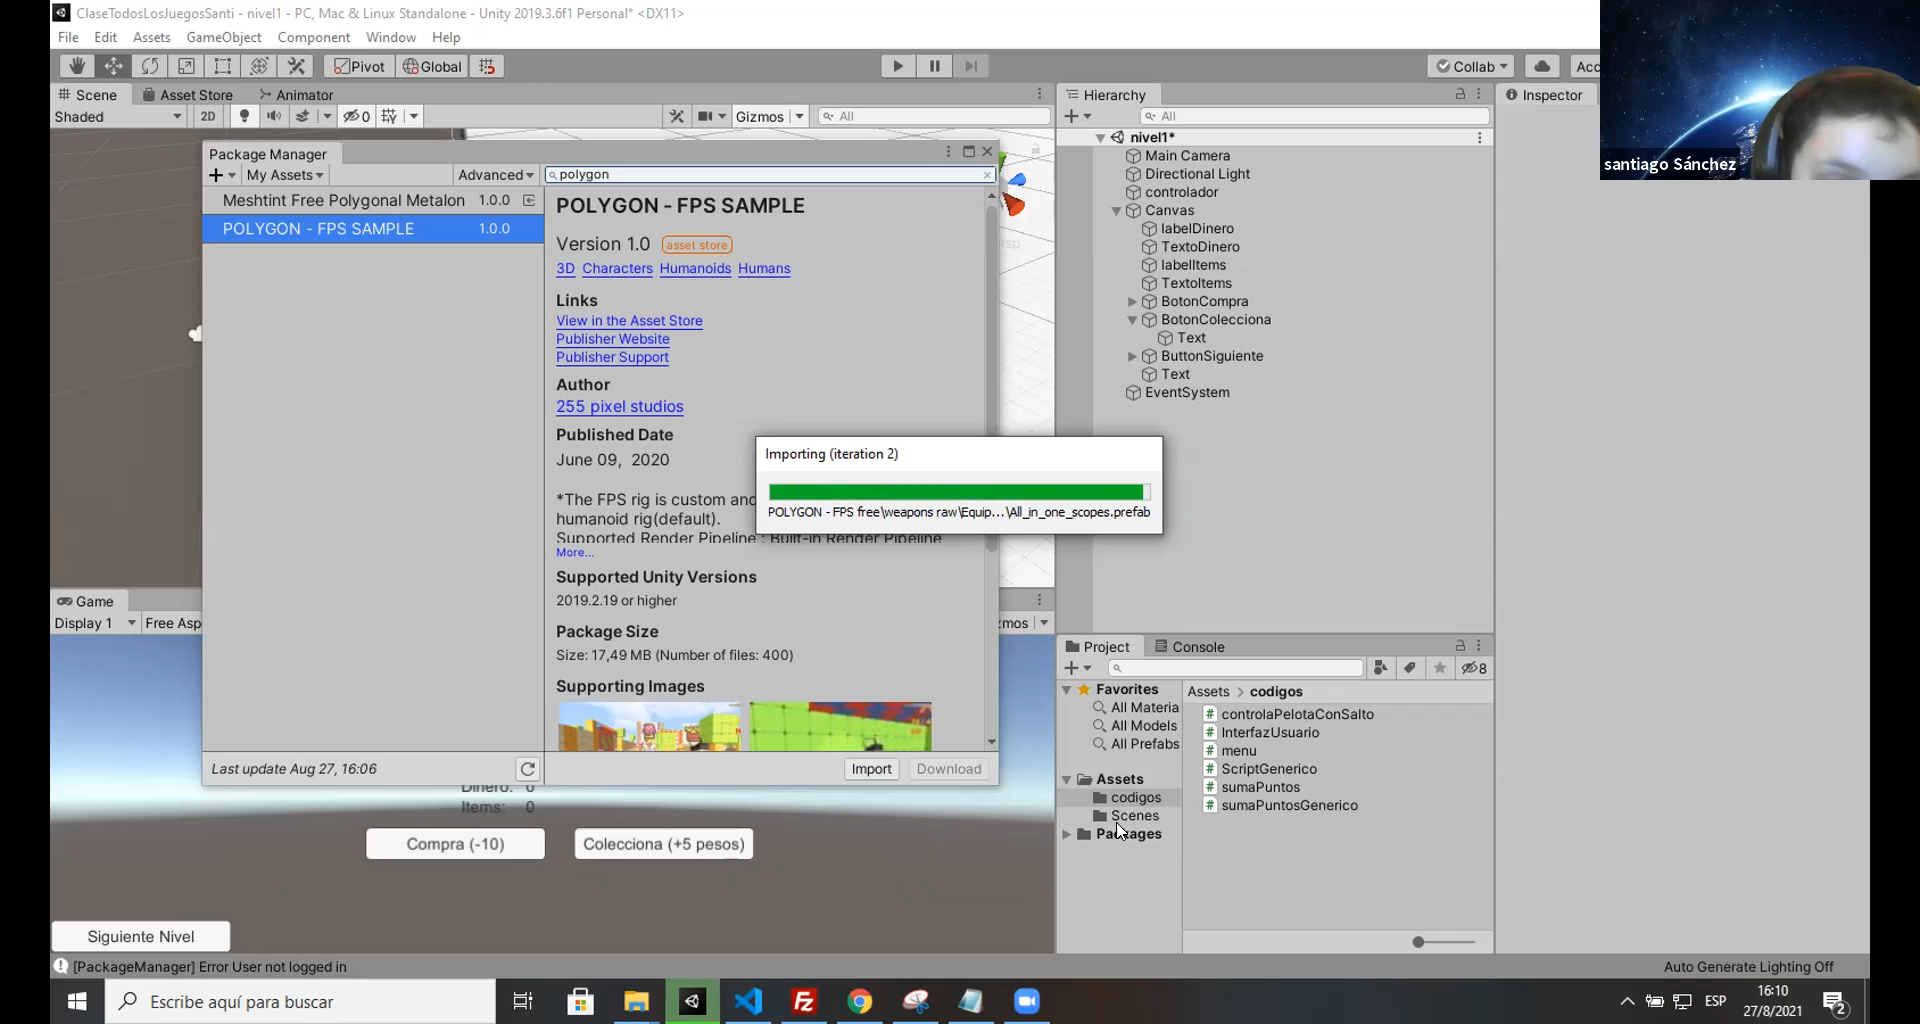 ClaseTodosLosJuegosSanti - nivel1 - PC, Mac & Linux Standalone - Unity 2019.3.6f1 Personal* <DX11>
File Edit Assets GameObject Component Window Help
Pivot Global Collab Acc
Scene Asset Store Animator
Shaded 2D 0 Gizmos All
Package Manager
+ My Assets Advanced polygon
Meshtint Free Polygonal Metalon 1.0.0
POLYGON - FPS SAMPLE 1.0.0
POLYGON - FPS SAMPLE
Version 1.0 asset store
3D Characters Humanoids Humans
Links
View in the Asset Store
Publisher Website
Publisher Support
Author
255 pixel studios
Published Date
June 09, 2020
*The FPS rig is custom and
humanoid rig(default).
Supported Render Pipeline : Built-in Render Pipeline
More...
Supported Unity Versions
2019.2.19 or higher
Package Size
Size: 17,49 MB (Number of files: 400)
Supporting Images
Last update Aug 27, 16:06
Import Download
Importing (iteration 2)
POLYGON - FPS free\weapons raw\Equip...\All_in_one_scopes.prefab
Game
Display 1 Free Asp
zmos
Dinero: 0
Items: 0
Compra (-10) Colecciona (+5 pesos)
Siguiente Nivel
Hierarchy
+ All
nivel1*
Main Camera
Directional Light
controlador
Canvas
labelDinero
TextoDinero
labelItems
TextoItems
BotonCompra
BotonColecciona
Text
ButtonSiguiente
Text
EventSystem
Inspector
santiago Sánchez
Project Console
+ 8
Favorites
All Materia
All Models
All Prefabs
Assets
codigos
Scenes
Packages
Assets > codigos
controlaPelotaConSalto
InterfazUsuario
menu
ScriptGenerico
sumaPuntos
sumaPuntosGenerico
[PackageManager] Error User not logged in
Auto Generate Lighting Off
Escribe aquí para buscar
ESP
16:10
27/8/2021
2